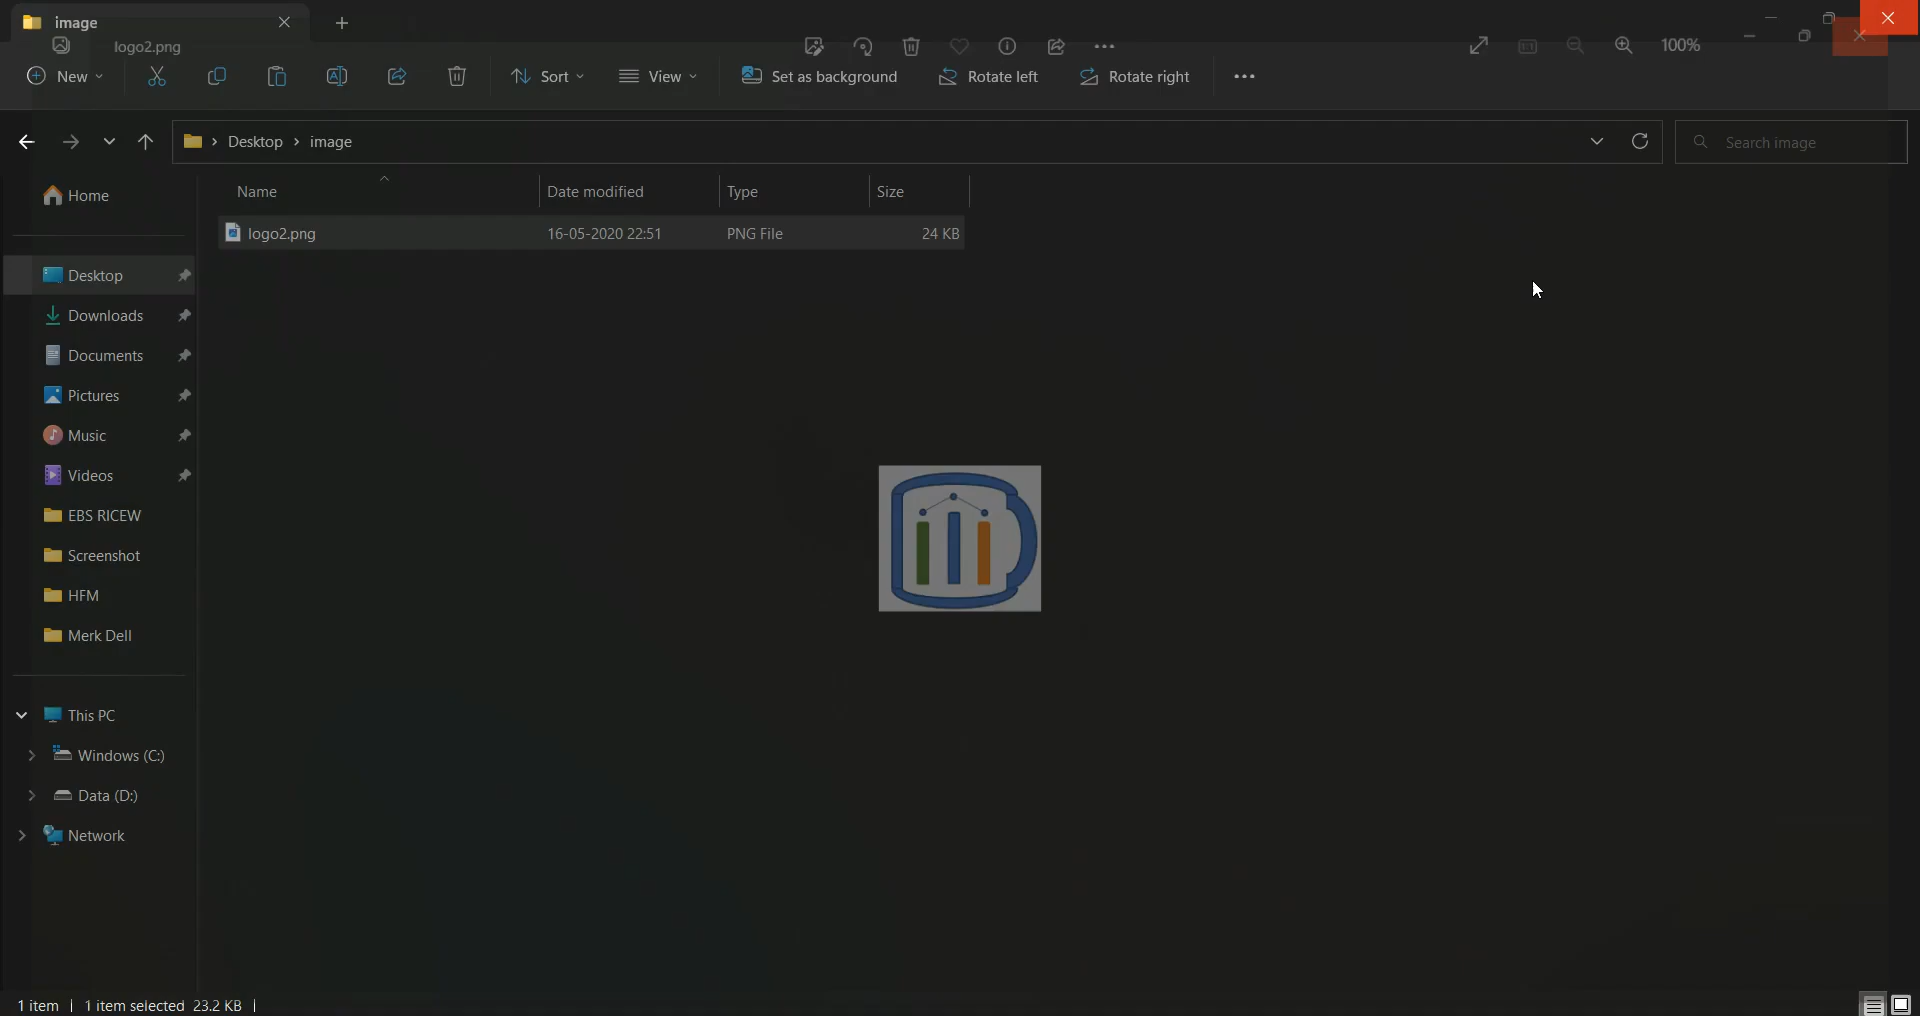 image
logo2.png
100%
New
Sort
View
Set as background
Rotate left
Rotate right
Desktop
image
Search image
Name
Date modified
Type
Size
logo2.png
16-05-2020 22:51
PNG File
24 KB
Home
Desktop
Downloads
Documents
Pictures
Music
Videos
EBS RICEW
Screenshot
HFM
Merk Dell
This PC
Windows (C:)
Data (D:)
Network
1 item
1 item selected 23.2 KB